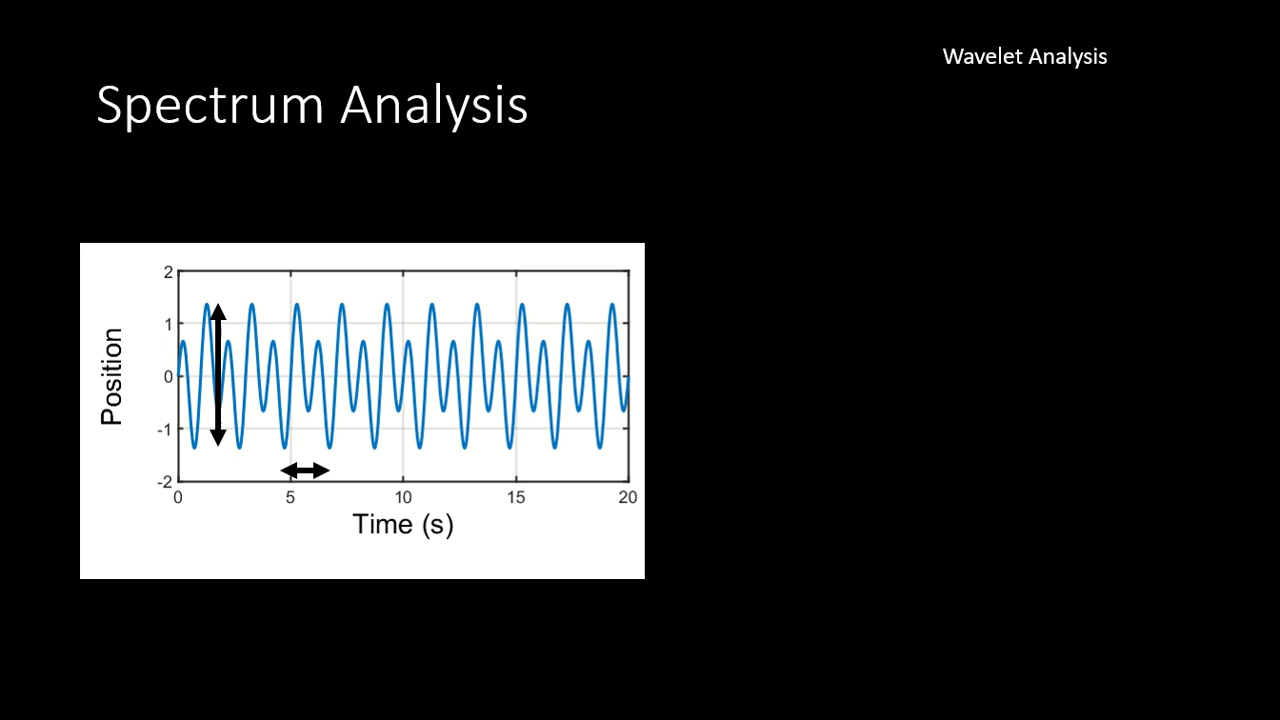 Wavelet Analysis
Spectrum Analysis
2
1
0
-1
-2
Position
0 5 10 15 20
Time (s)